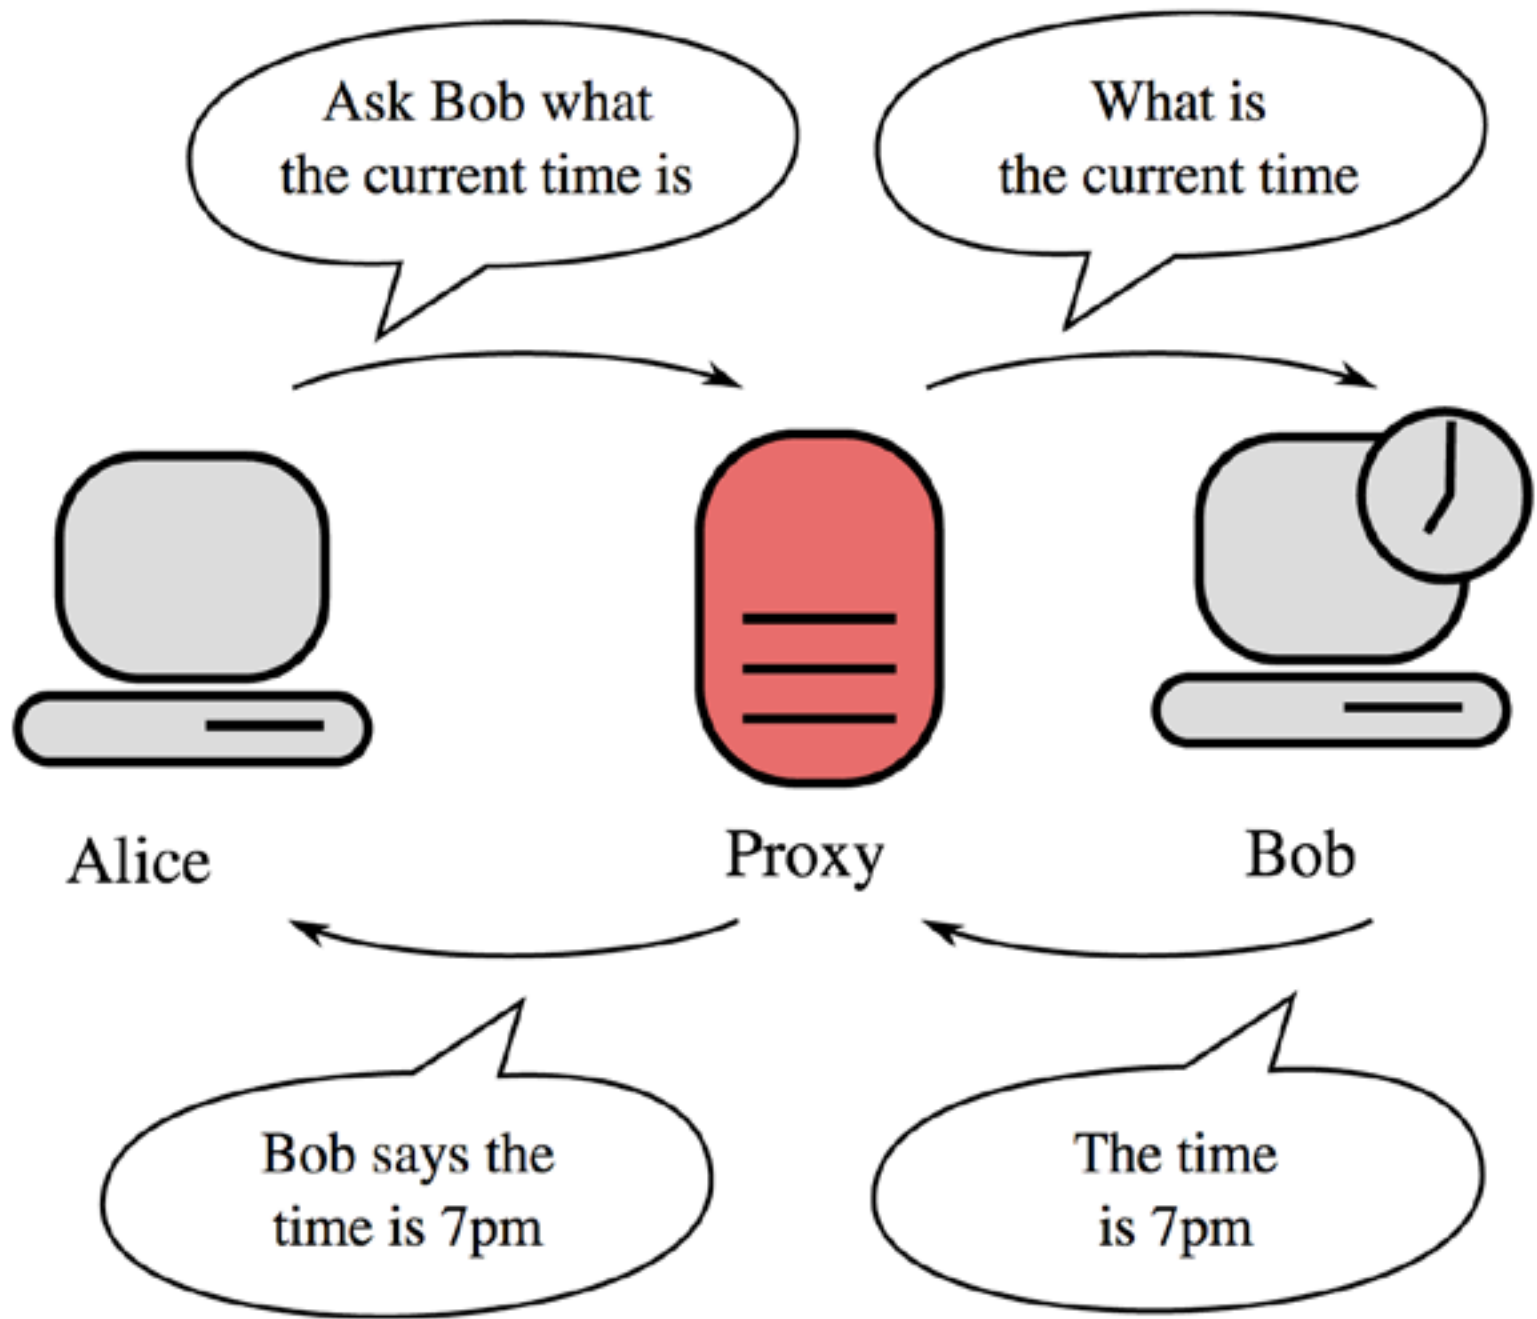 Ask Bob what
the current time is
What is
the current time
Alice
Proxy
Bob
Bob says the
time is 7pm
The time
is 7pm